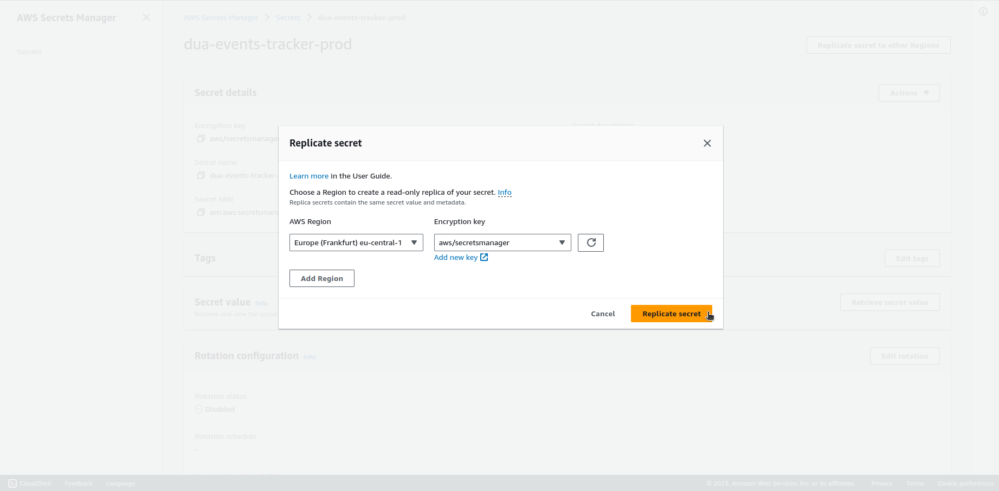 AWS Secrets Manager
Secrets
AWS Secrets Manager > Secrets > dua-events-tracker-prod
dua-events-tracker-prod
Replicate secret to other Regions
Secret details
Actions
Encryption key
Secret description
aws/secretsmanager
Secret name
dua-events-tracker-
Secret ARN
arn:aws:secretsmana
Tags
Edit tags
Secret value Info
Retrieve and view the secret
Retrieve secret value
Rotation configuration Info
Edit rotation
Rotation status
Disabled
Rotation schedule
-
Replicate secret
Learn more in the User Guide.
Choose a Region to create a read-only replica of your secret. Info
Replica secrets contain the same secret value and metadata.
AWS Region
Encryption key
Europe (Frankfurt) eu-central-1
aws/secretsmanager
Add new key
Add Region
Cancel
Replicate secret
CloudShell
Feedback
Language
© 2023, Amazon Web Services, Inc. or its affiliates.
Privacy
Terms
Cookie preferences